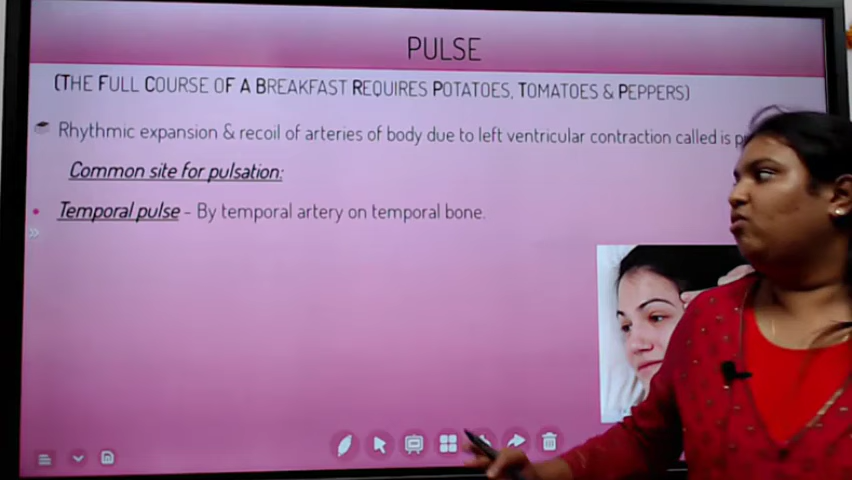 PULSE
(THE FULL COURSE OF A BREAKFAST REQUIRES POTATOES, TOMATOES & PEPPERS)
Rhythmic expansion & recoil of arteries of body due to left ventricular contraction called is
Common site for pulsation:
• Temporal pulse - By temporal artery on temporal bone.